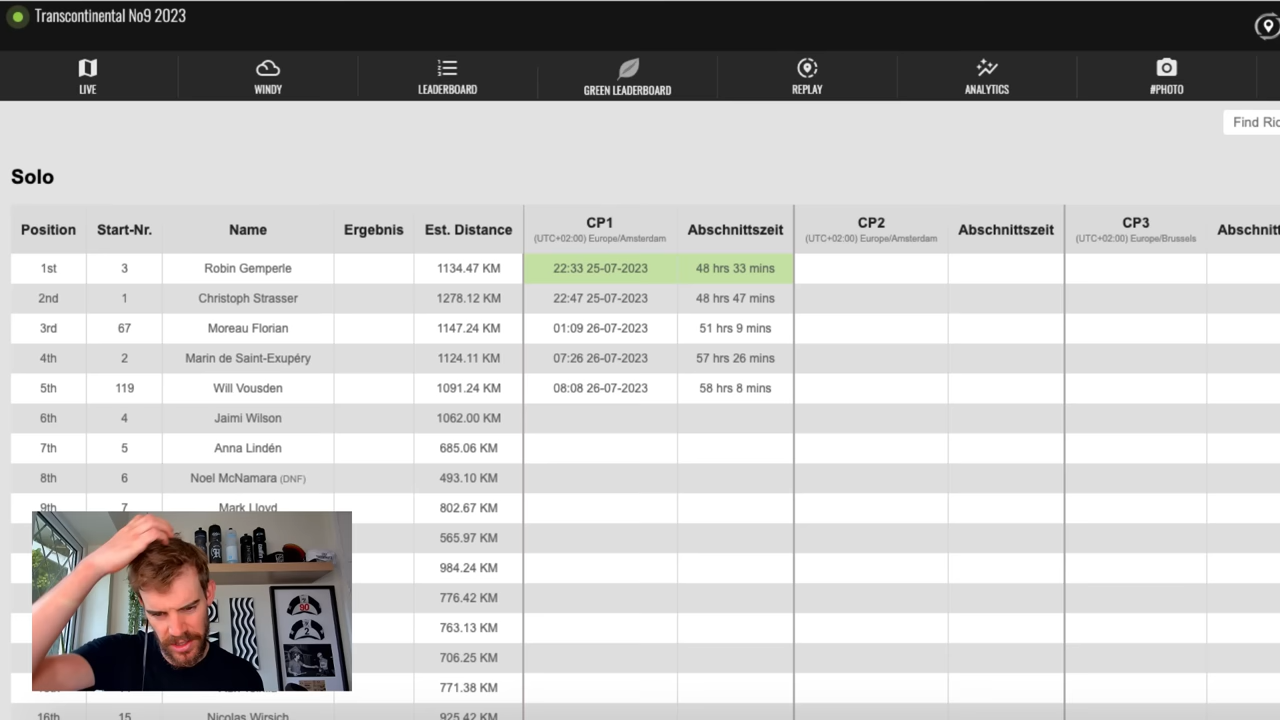 Transcontinental No9 2023
LIVE
WINDY
LEADERBOARD
GREEN LEADERBOARD
REPLAY
ANALYTICS
#PHOTO
Find Ric
Solo
Position Start-Nr. Name Ergebnis Est. Distance CP1 (UTC+02:00) Europe/Amsterdam Abschnittszeit CP2 (UTC+02:00) Europe/Amsterdam Abschnittszeit CP3 (UTC+02:00) Europe/Brussels Abschnitt
1st 3 Robin Gemperle 1134.47 KM 22:33 25-07-2023 48 hrs 33 mins
2nd 1 Christoph Strasser 1278.12 KM 22:47 25-07-2023 48 hrs 47 mins
3rd 67 Moreau Florian 1147.24 KM 01:09 26-07-2023 51 hrs 9 mins
4th 2 Marin de Saint-Exupéry 1124.11 KM 07:26 26-07-2023 57 hrs 26 mins
5th 119 Will Vousden 1091.24 KM 08:08 26-07-2023 58 hrs 8 mins
6th 4 Jaimi Wilson 1062.00 KM
7th 5 Anna Lindén 685.06 KM
8th 6 Noel McNamara (DNF) 493.10 KM
9th 7 Mark Lloyd 802.67 KM
565.97 KM
984.24 KM
776.42 KM
763.13 KM
706.25 KM
771.38 KM
16th 15 Nicolas Wirsich 925.42 KM
90
2